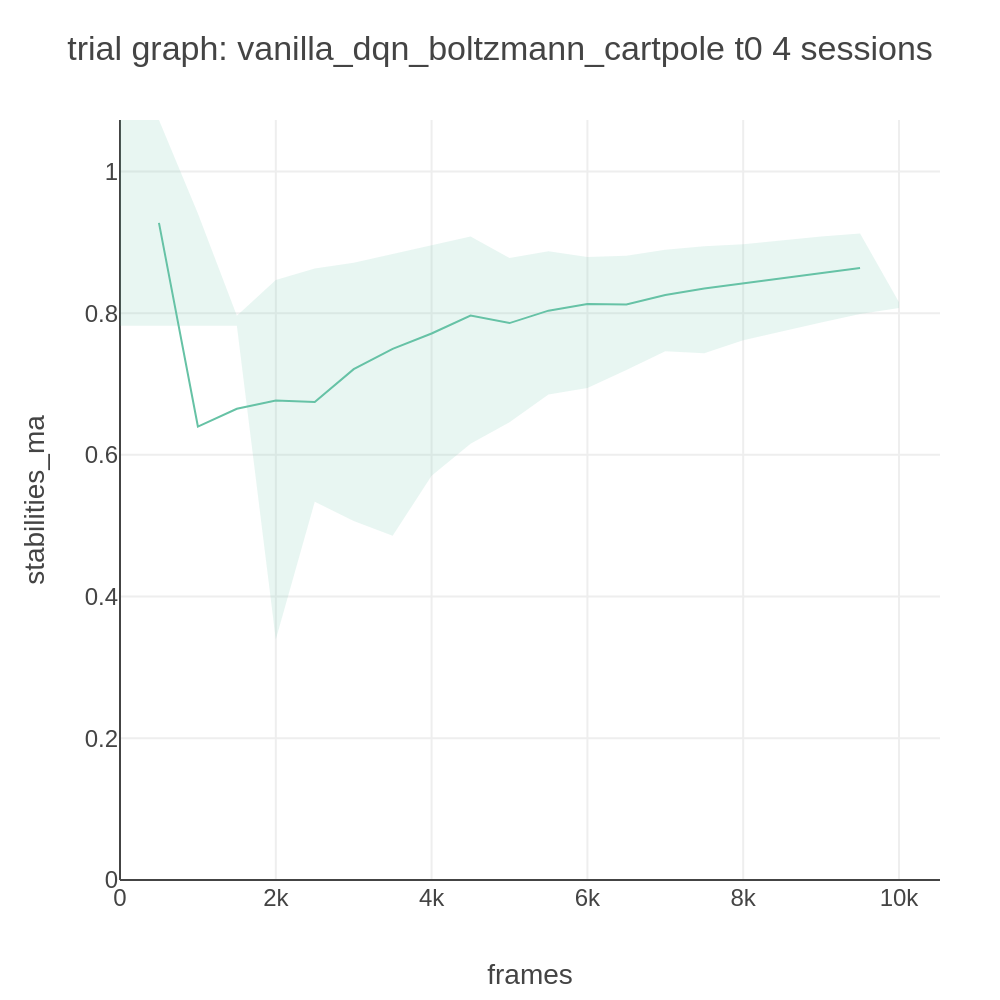 trial graph: vanilla_dqn_boltzmann_cartpole t0 4 sessions
1
0.8
0.6
0.4
0.2
0
stabilities_ma
0 2k 4k 6k 8k 10k
frames